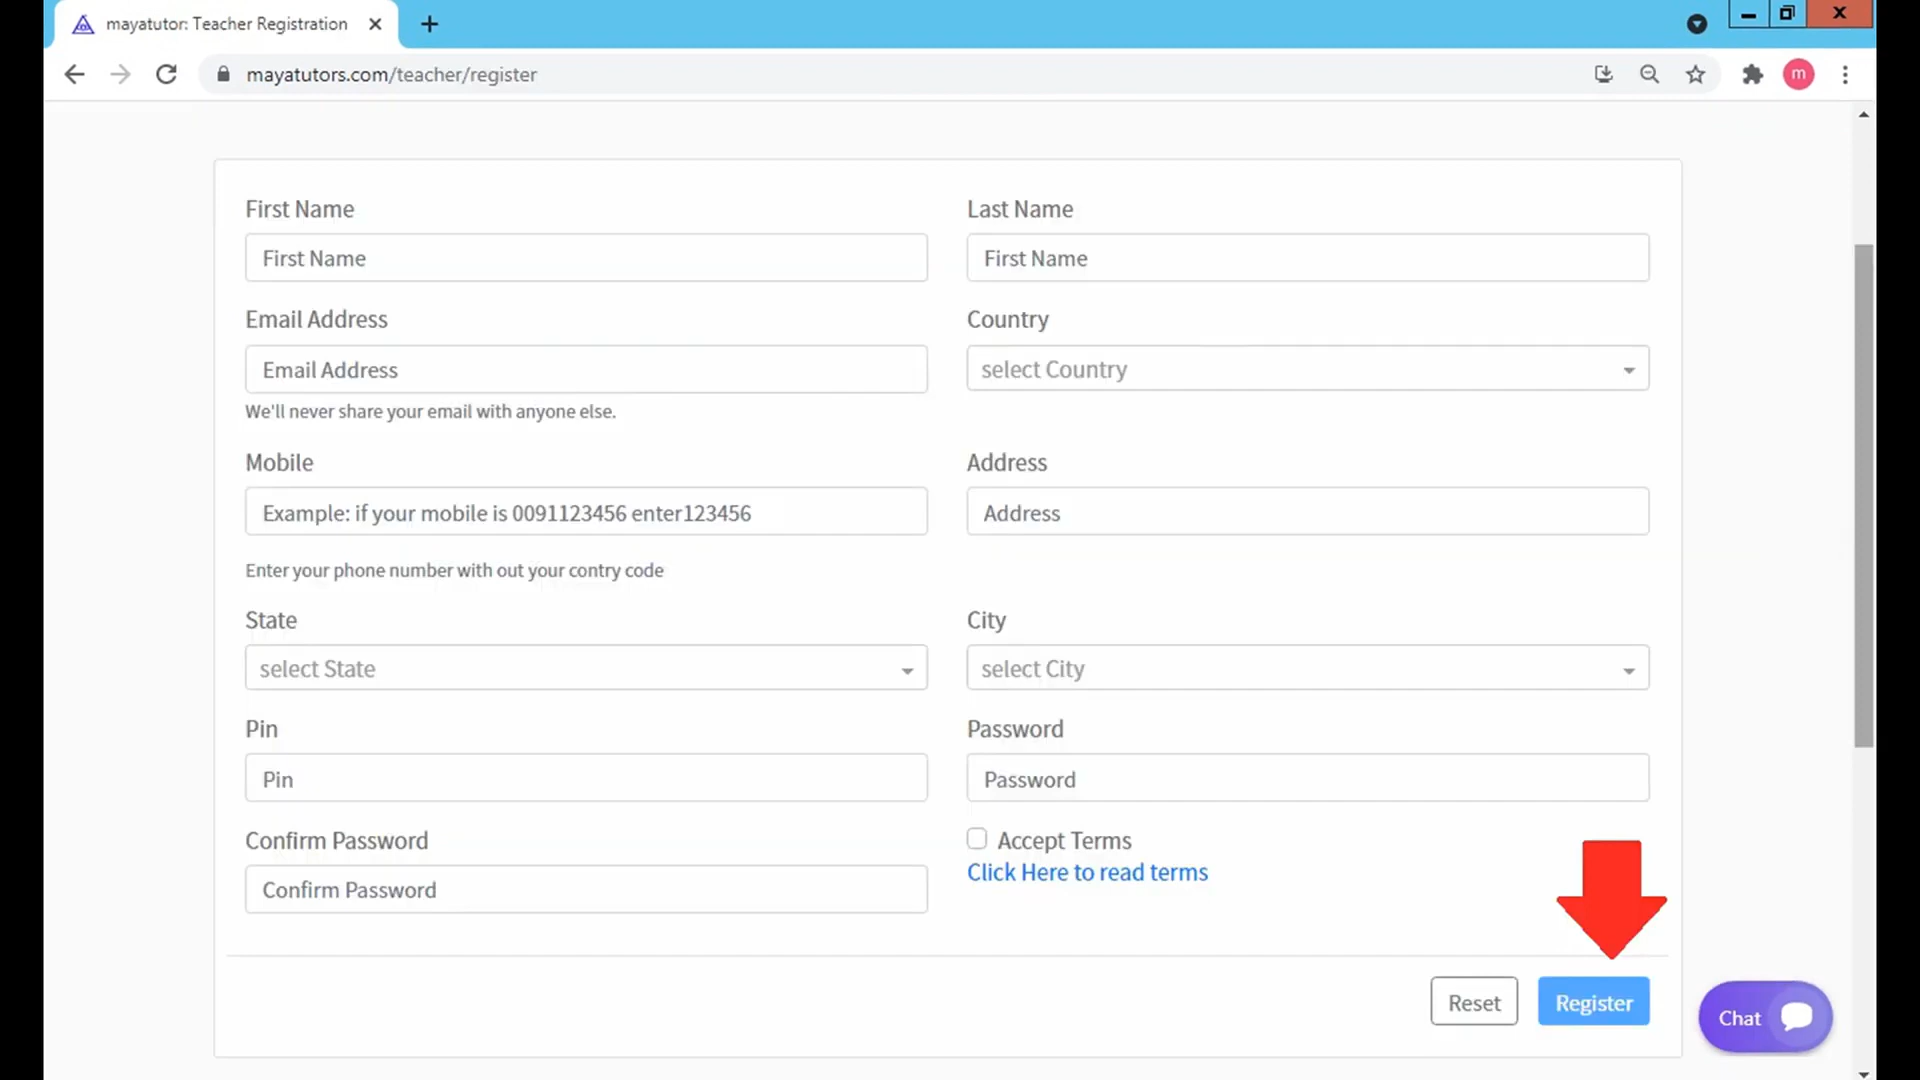 mayatutor: Teacher Registration
mayatutors.com/teacher/register
m
First Name
Last Name
First Name
First Name
Email Address
Country
Email Address
select Country
We'll never share your email with anyone else.
Mobile
Address
Example: if your mobile is 0091123456 enter123456
Address
Enter your phone number with out your contry code
State
City
select State
select City
Pin
Password
Pin
Password
Confirm Password
Accept Terms
Click Here to read terms
Confirm Password
Reset
Register
Chat